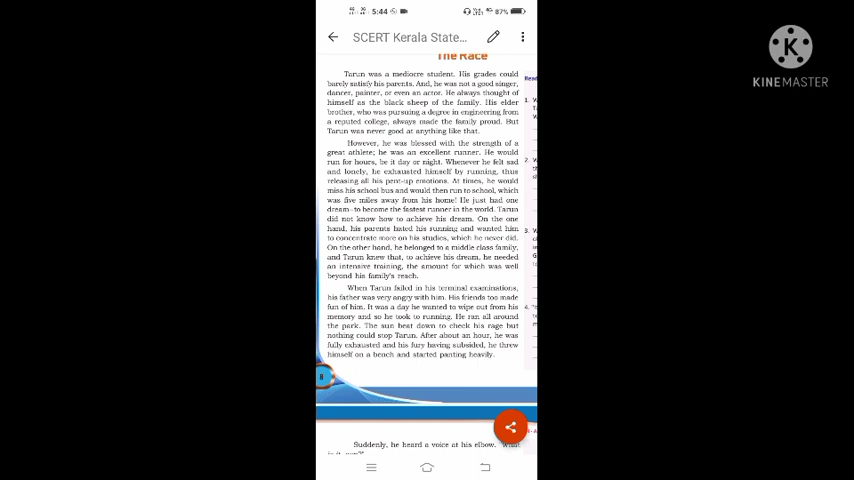 5:44
87%
SCERT Kerala State...
The Race
Tarun was a mediocre student. His grades could
barely satisfy his parents. And, he was not a good singer,
dancer, painter, or even an actor. He always thought of
himself as the black sheep of the family. His elder
brother, who was pursuing a degree in engineering from
a reputed college, always made the family proud. But
Tarun was never good at anything like that.
However, he was blessed with the strength of a
great athlete; he was an excellent runner. He would
run for hours, be it day or night. Whenever he felt sad
and lonely, he exhausted himself by running, thus
releasing all his pent-up emotions. At times, he would
miss his school bus and would then run to school, which
was five miles away from his home! He just had one
dream–to become the fastest runner in the world. Tarun
did not know how to achieve his dream. On the one
hand, his parents hated his running and wanted him
to concentrate more on his studies, which he never did.
On the other hand, he belonged to a middle class family,
and Tarun knew that, to achieve his dream, he needed
an intensive training, the amount for which was well
beyond his family's reach.
When Tarun failed in his terminal examinations,
his father was very angry with him. His friends too made
fun of him. It was a day he wanted to wipe out from his
memory and so he took to running. He ran all around
the park. The sun beat down to check his rage but
nothing could stop Tarun. After about an hour, he was
fully exhausted and his fury having subsided, he threw
himself on a bench and started panting heavily.
8
Suddenly, he heard a voice at his elbow. "What
Read
1. W
2. W
3. W
4.
K
KINEMASTER